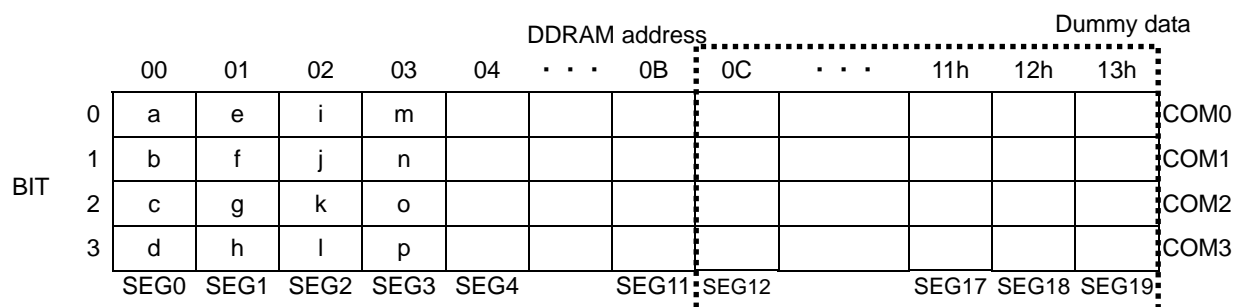 Dummy data
DDRAM address
00 01 02 03 04 · · · 0B 0C · · · 11h 12h 13h
0 a e i m COM0
1 b f j n COM1
BIT
2 c g k o COM2
3 d h l p COM3
SEG0 SEG1 SEG2 SEG3 SEG4 SEG11 SEG12 SEG17 SEG18 SEG19